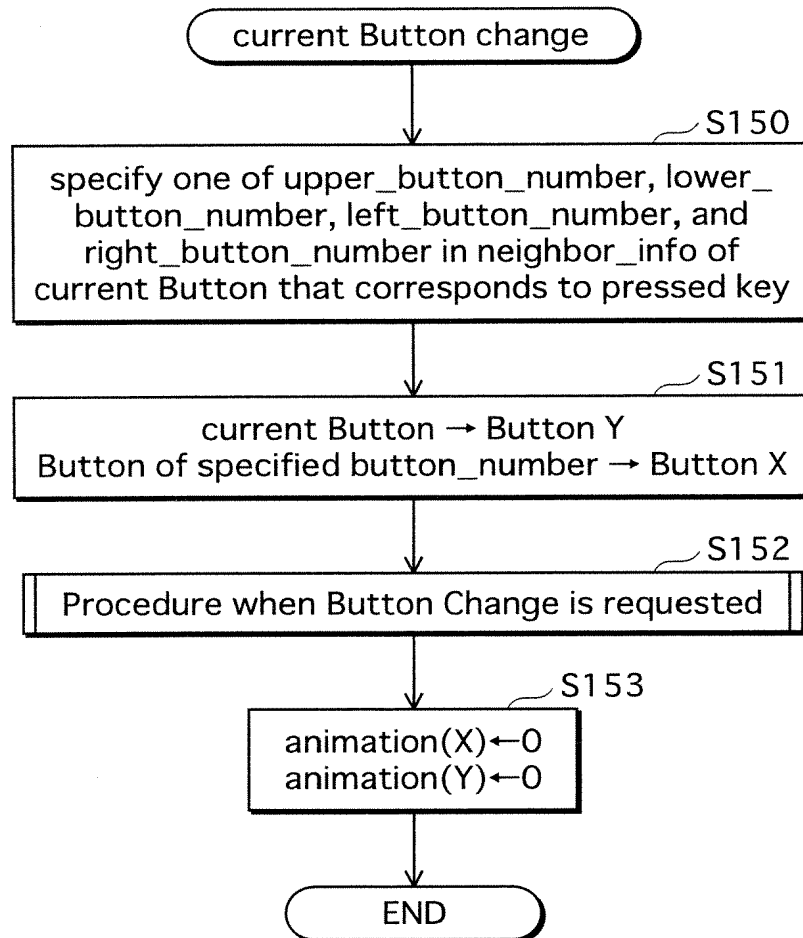 current Button change
S150
specify one of upper_button_number, lower_
button_number, left_button_number, and
right_button_number in neighbor_info of
current Button that corresponds to pressed key
S151
current Button → Button Y
Button of specified button_number → Button X
S152
Procedure when Button Change is requested
S153
animation(X)←0
animation(Y)←0
END